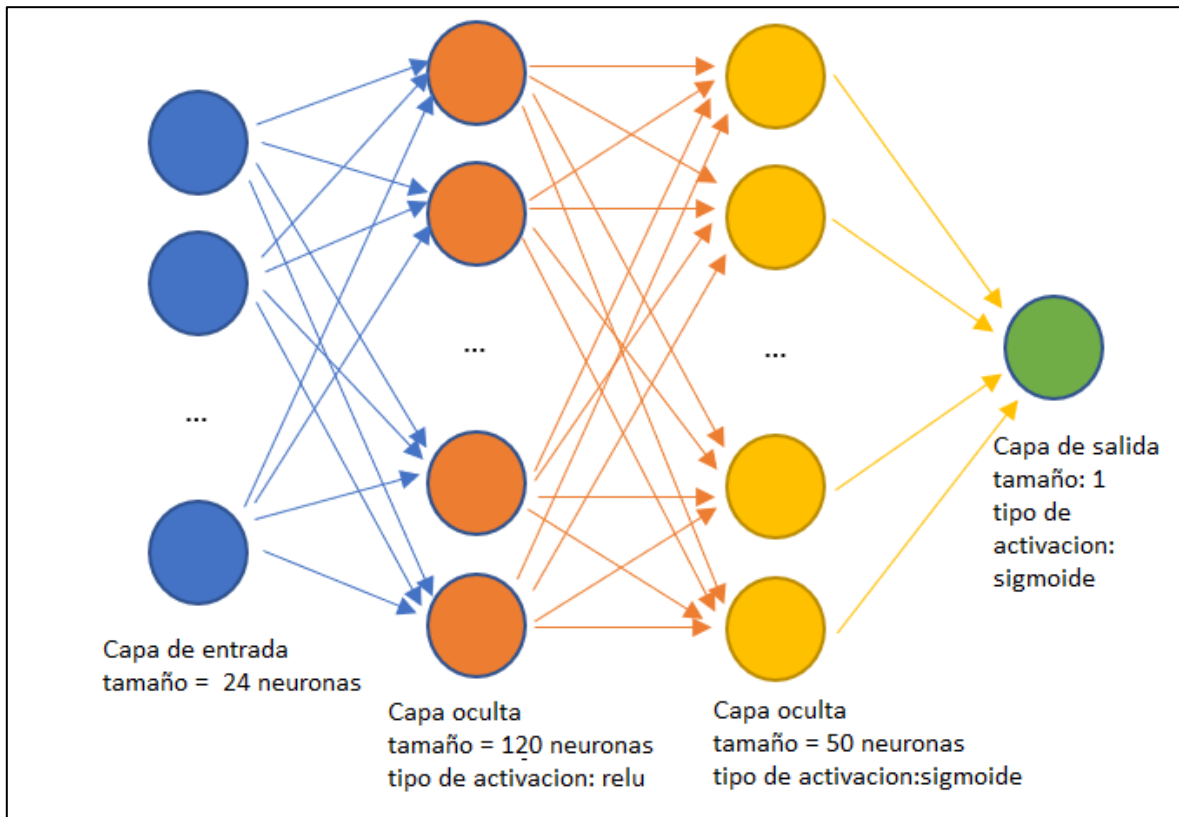 ...
...
...
Capa de entrada
tamaño = 24 neuronas
Capa oculta
tamaño = 120 neuronas
tipo de activacion: relu
Capa oculta
tamaño = 50 neuronas
tipo de activacion:sigmoide
Capa de salida
tamaño: 1
tipo de
activacion:
sigmoide